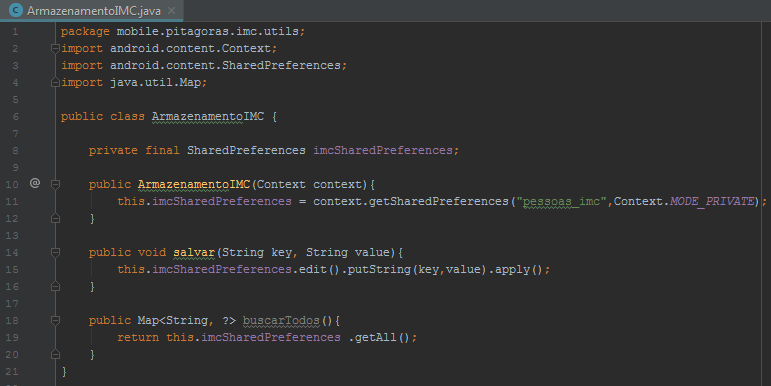 ArmazenamentoIMC.java
1 package mobile.pitagoras.imc.utils;
2 import android.content.Context;
3 import android.content.SharedPreferences;
4 import java.util.Map;
5
6 public class ArmazenamentoIMC {
7
8 private final SharedPreferences imcSharedPreferences;
9
10 @ public ArmazenamentoIMC(Context context){
11 this.imcSharedPreferences = context.getSharedPreferences("pessoas_imc",Context.MODE_PRIVATE);
12 }
13
14 public void salvar(String key, String value){
15 this.imcSharedPreferences.edit().putString(key,value).apply();
16 }
17
18 public Map<String, ?> buscarTodos(){
19 return this.imcSharedPreferences .getAll();
20 }
21 }